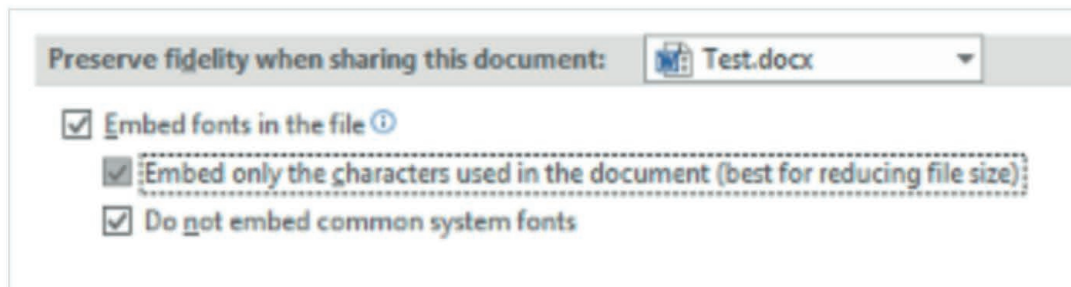 Preserve fidelity when sharing this document: Test.docx
Embed fonts in the file
Embed only the characters used in the document (best for reducing file size)
Do not embed common system fonts